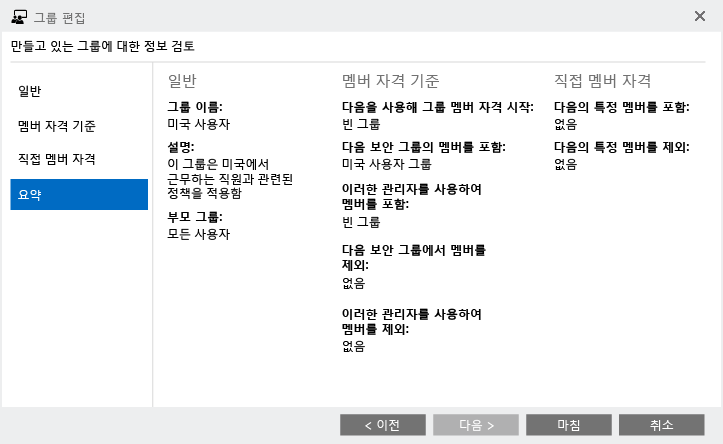 그룹 편집
만들고 있는 그룹에 대한 정보 검토
일반
멤버 자격 기준
직접 멤버 자격
요약
일반
그룹 이름:
미국 사용자
설명:
이 그룹은 미국에서
근무하는 직원과 관련된
정책을 적용함
부모 그룹:
모든 사용자
멤버 자격 기준
다음을 사용해 그룹 멤버 자격 시작:
빈 그룹
다음 보안 그룹의 멤버를 포함:
미국 사용자 그룹
이러한 관리자를 사용하여
멤버를 포함:
빈 그룹
다음 보안 그룹에서 멤버를
제외:
없음
이러한 관리자를 사용하여
멤버를 제외:
없음
직접 멤버 자격
다음의 특정 멤버를 포함:
없음
다음의 특정 멤버를 제외:
없음
< 이전
다음 >
마침
취소